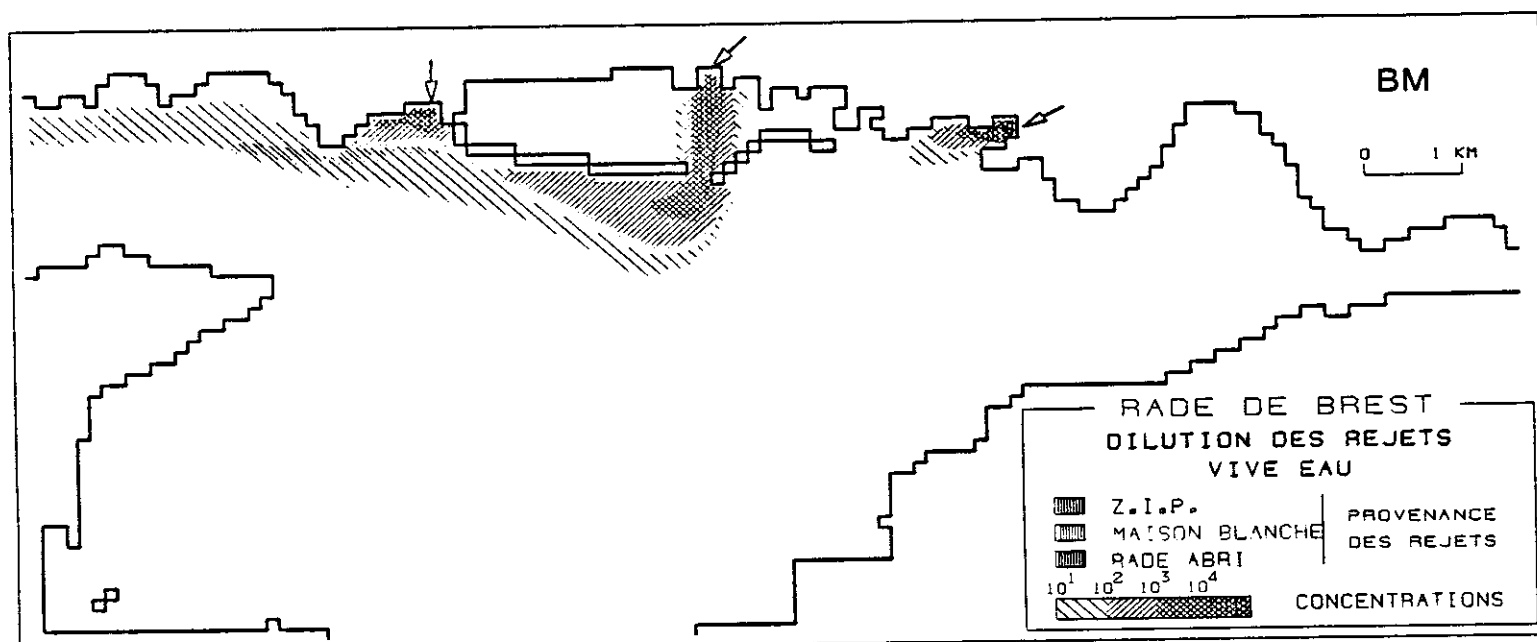 BM
0 1 KM
RADE DE BREST
DILUTION DES REJETS
VIVE EAU
Z.I.P.
MAISON BLANCHE
RADE ABRI
PROVENANCE
DES REJETS
10¹ 10² 10³ 10⁴
CONCENTRATIONS